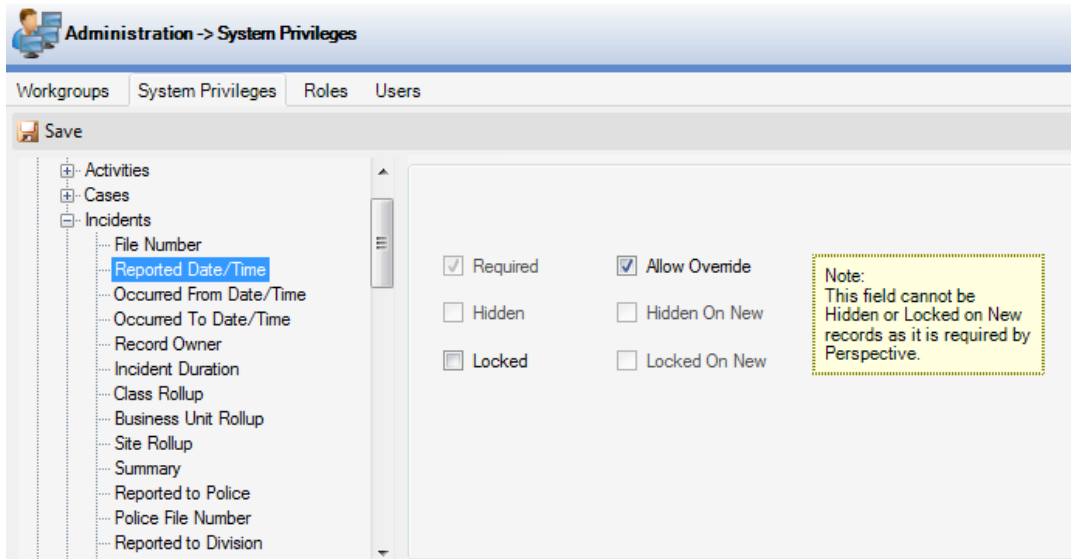 Administration -> System Privileges
Workgroups System Privileges Roles Users
Save
Activities
Cases
Incidents
File Number
Reported Date/Time
Occurred From Date/Time
Occurred To Date/Time
Record Owner
Incident Duration
Class Rollup
Business Unit Rollup
Site Rollup
Summary
Reported to Police
Police File Number
Reported to Division
Required Allow Override
Hidden Hidden On New
Locked Locked On New
Note:
This field cannot be
Hidden or Locked on New
records as it is required by
Perspective.